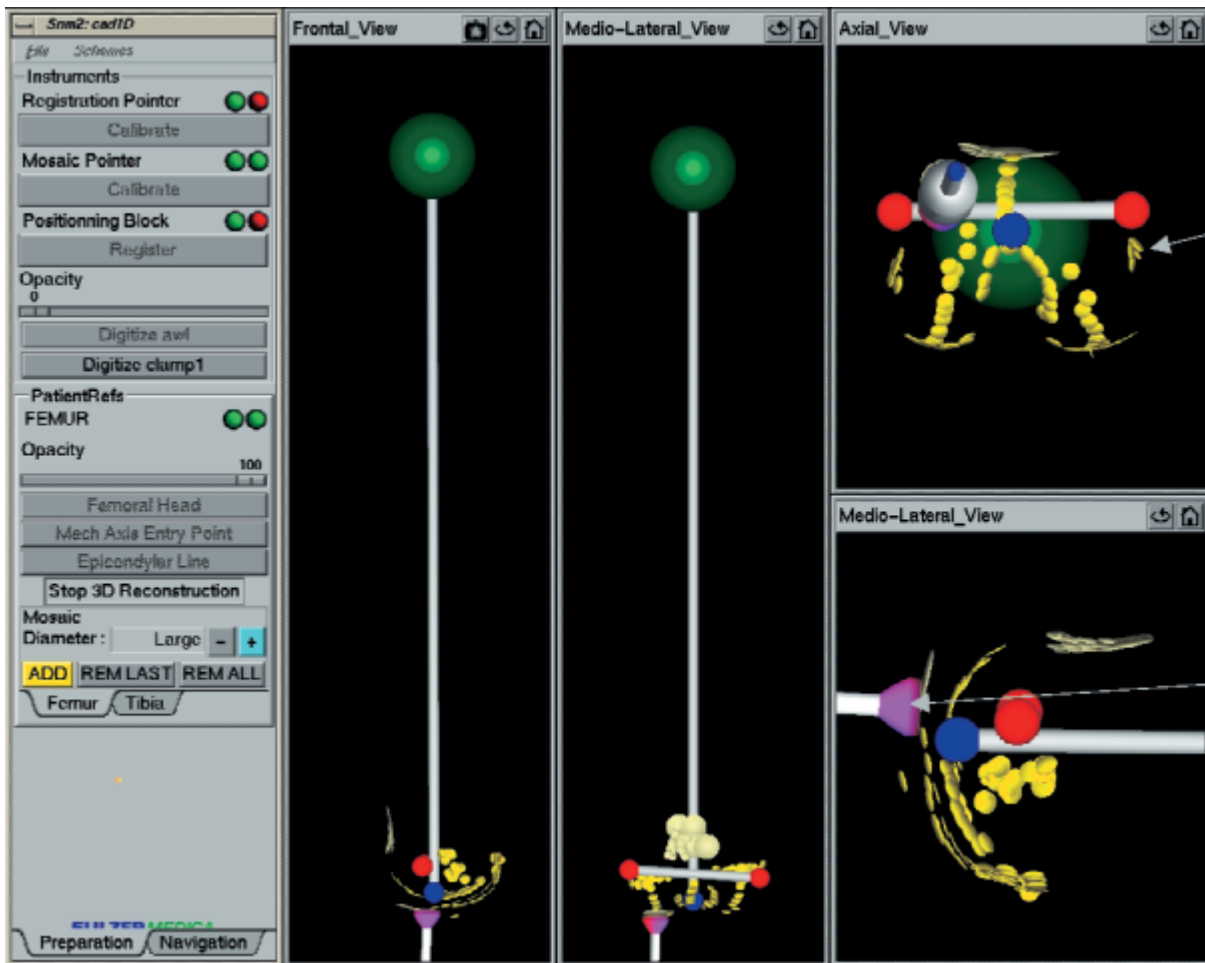 Snm2: cad1D
File Schemes
Instruments
Registration Pointer
Calibrate
Mosaic Pointer
Calibrate
Positionning Block
Register
Opacity
0
Digitize awl
Digitize clamp1
PatientRefs
FEMUR
Opacity
100
Femoral Head
Mech Axis Entry Point
Epicondylar Line
Stop 3D Reconstruction
Mosaic
Diameter : Large - +
ADD REM LAST REM ALL
Femur Tibia
SULZER MEDICA
Preparation Navigation
Frontal_View
Medio-Lateral_View
Axial_View
Medio-Lateral_View